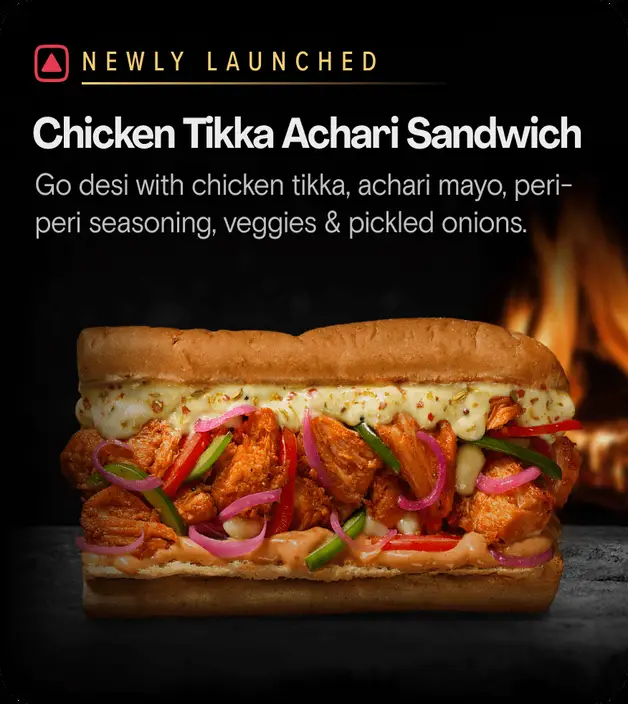 NEWLY LAUNCHED
Chicken Tikka Achari Sandwich
Go desi with chicken tikka, achari mayo, peri-
peri seasoning, veggies & pickled onions.